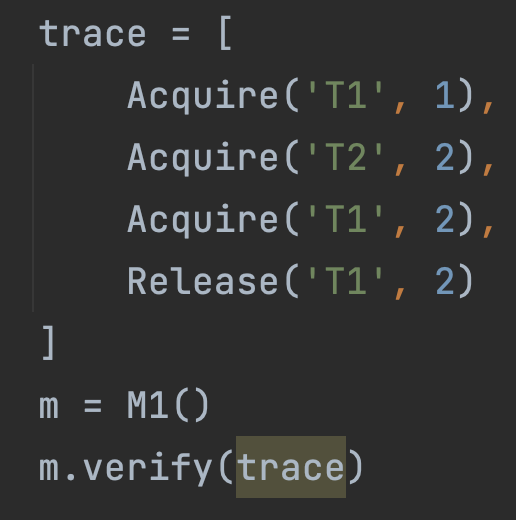 trace = [
    Acquire('T1', 1),
    Acquire('T2', 2),
    Acquire('T1', 2),
    Release('T1', 2)
]
m = M1()
m.verify(trace)